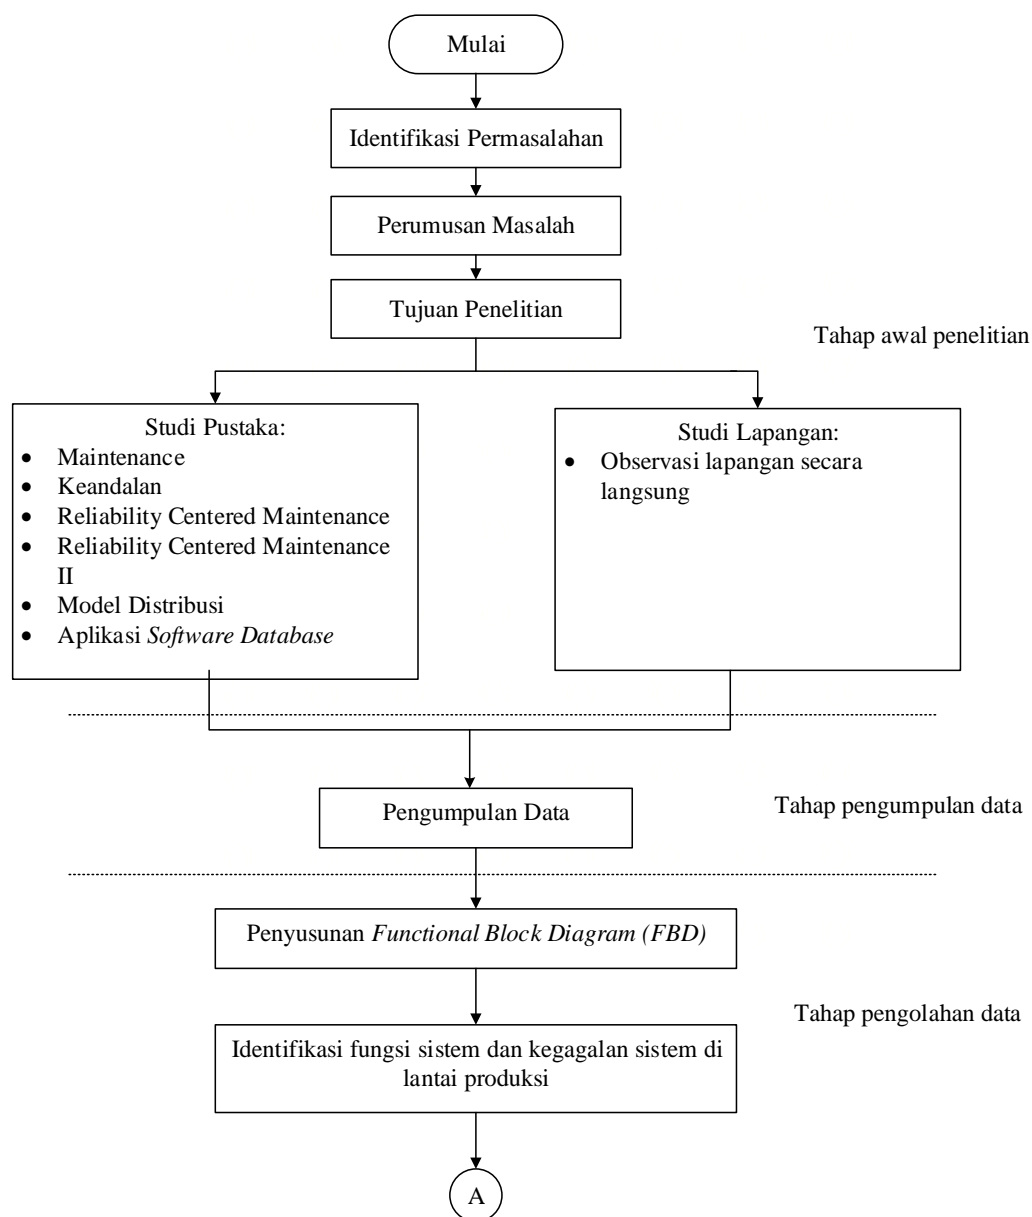 Mulai
Identifikasi Permasalahan
Perumusan Masalah
Tujuan Penelitian
Tahap awal penelitian
Studi Pustaka:
• Maintenance
• Keandalan
• Reliability Centered Maintenance
• Reliability Centered Maintenance
II
• Model Distribusi
• Aplikasi Software Database
Studi Lapangan:
• Observasi lapangan secara
langsung
Pengumpulan Data
Tahap pengumpulan data
Penyusunan Functional Block Diagram (FBD)
Tahap pengolahan data
Identifikasi fungsi sistem dan kegagalan sistem di
lantai produksi
A